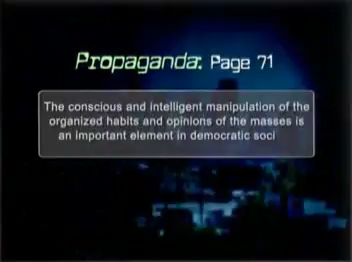 Propaganda: Page 71
The conscious and intelligent manipulation of the
organized habits and opinions of the masses is
an important element in democratic soci